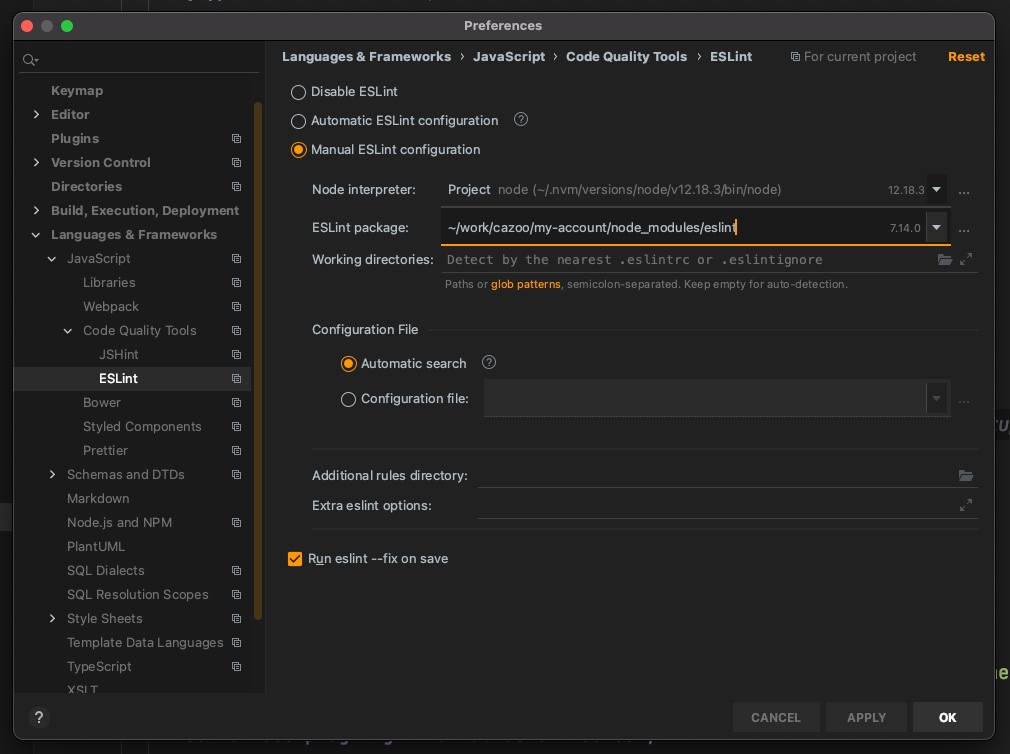 Preferences
Languages & Frameworks › JavaScript › Code Quality Tools › ESLint For current project Reset
Keymap
Editor
Plugins
Version Control
Directories
Build, Execution, Deployment
Languages & Frameworks
JavaScript
Libraries
Webpack
Code Quality Tools
JSHint
ESLint
Bower
Styled Components
Prettier
Schemas and DTDs
Markdown
Node.js and NPM
PlantUML
SQL Dialects
SQL Resolution Scopes
Style Sheets
Template Data Languages
TypeScript
XSLT
Disable ESLint
Automatic ESLint configuration ?
Manual ESLint configuration
Node interpreter: Project node (~/.nvm/versions/node/v12.18.3/bin/node) 12.18.3 ...
ESLint package: ~/work/cazoo/my-account/node_modules/eslint 7.14.0 ...
Working directories: Detect by the nearest .eslintrc or .eslintignore
Paths or glob patterns, semicolon-separated. Keep empty for auto-detection.
Configuration File
Automatic search ?
Configuration file: ...
Additional rules directory:
Extra eslint options:
Run eslint --fix on save
? CANCEL APPLY OK